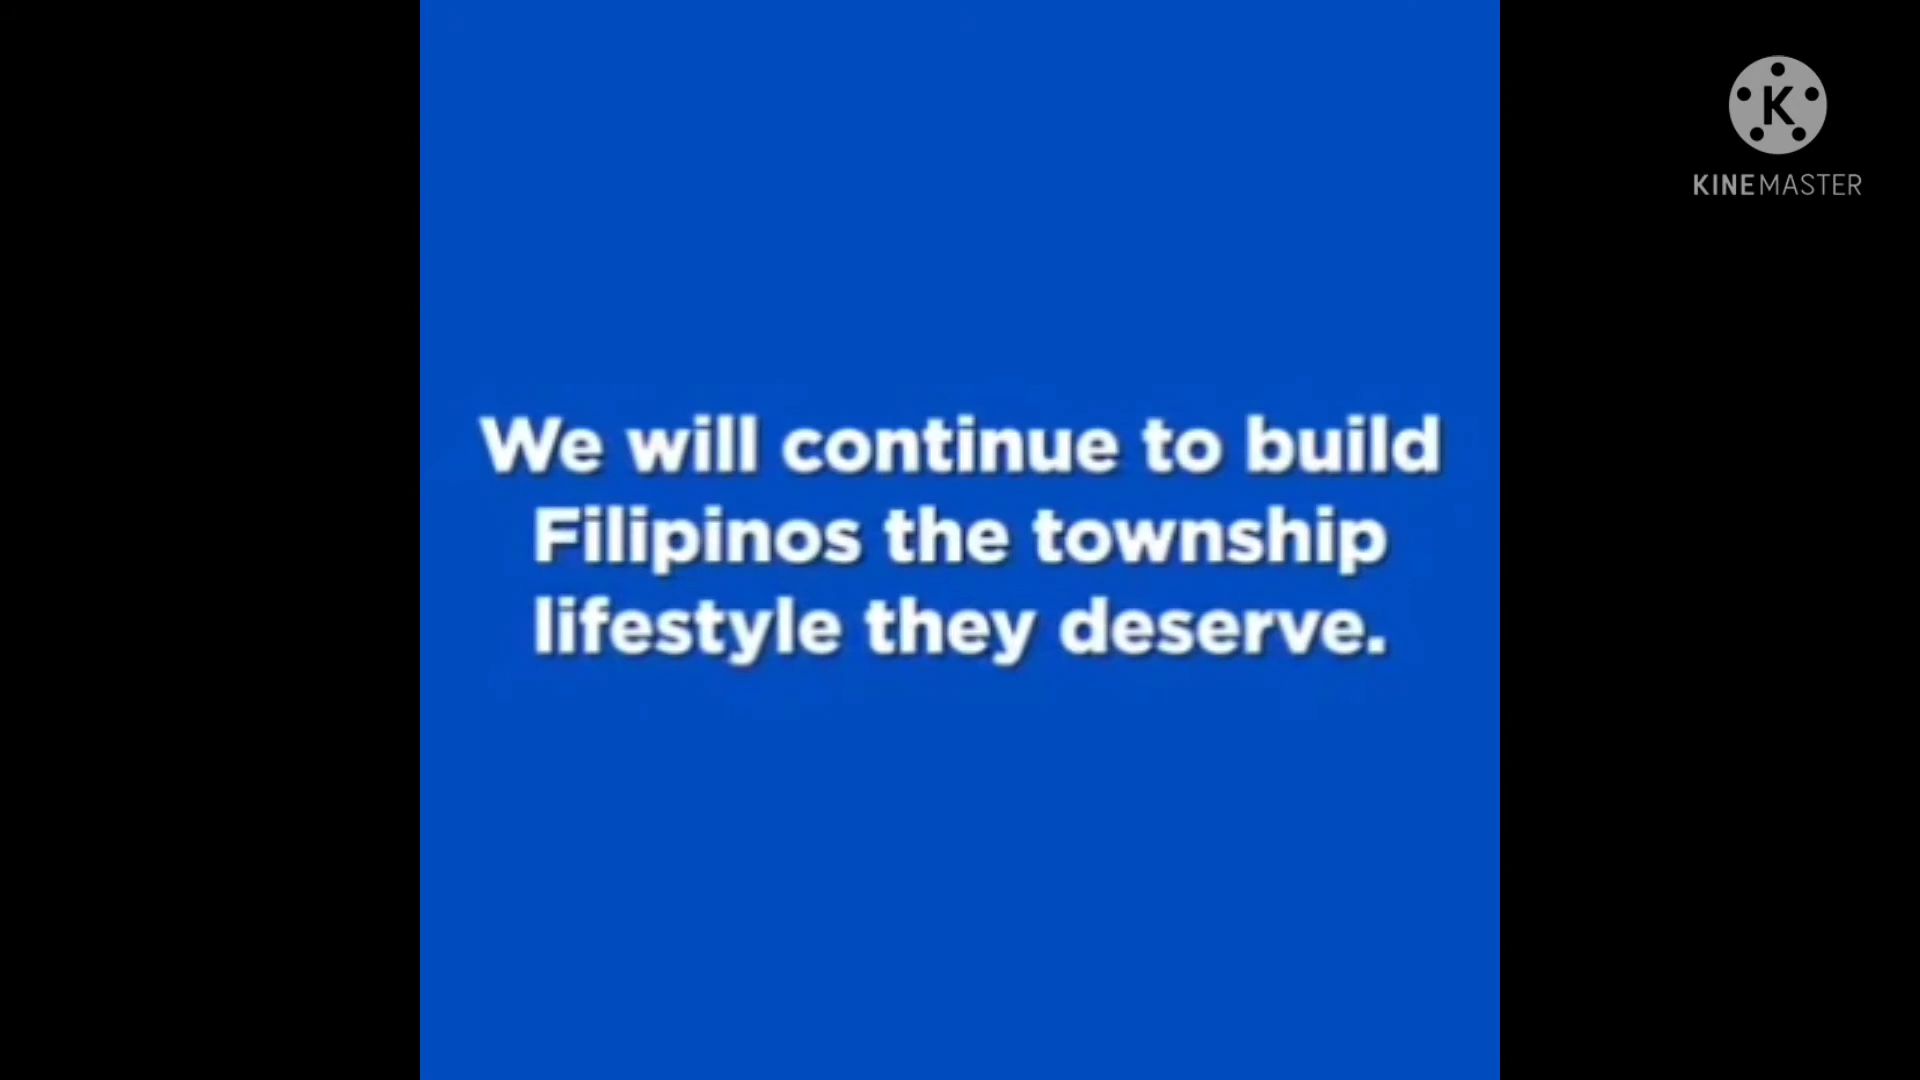 K
KINEMASTER
We will continue to build
Filipinos the township
lifestyle they deserve.